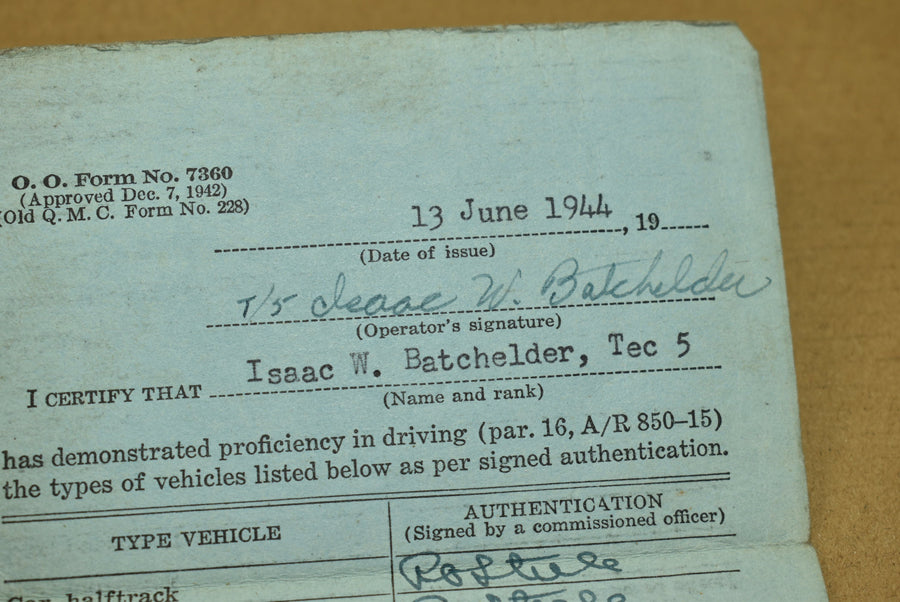 O. O. Form No. 7360
(Approved Dec. 7, 1942)
(Old Q. M. C. Form No. 228)
13 June 1944, 19
(Date of issue)
T/5 Isaac W. Batchelder
(Operator's signature)
I CERTIFY THAT Isaac W. Batchelder, Tec 5
(Name and rank)
has demonstrated proficiency in driving (par. 16, A/R 850–15)
the types of vehicles listed below as per signed authentication.
TYPE VEHICLE
AUTHENTICATION
(Signed by a commissioned officer)
Car halftrack